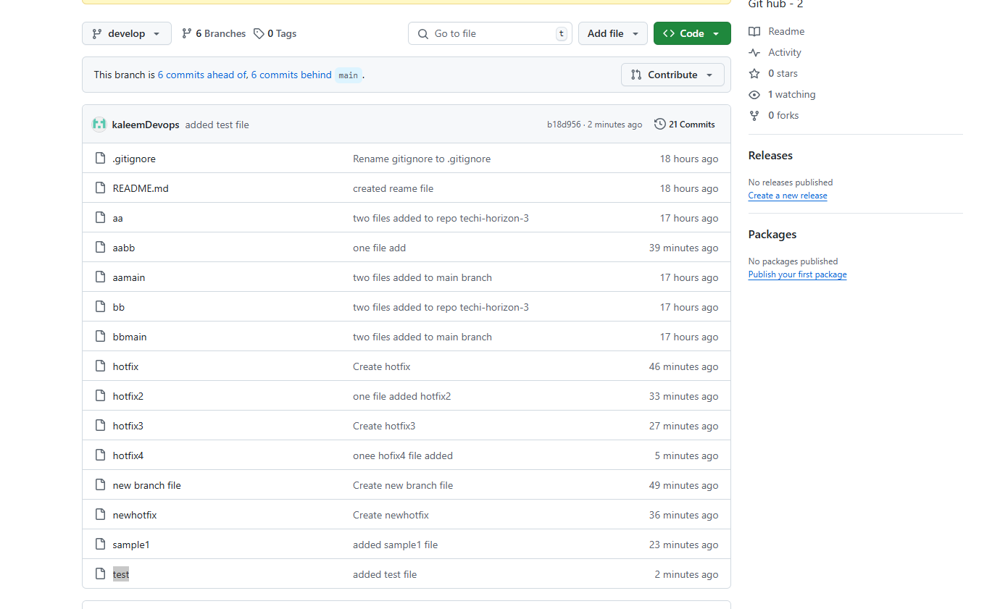 Git hub - 2
develop 6 Branches 0 Tags Go to file t Add file Code
Readme
Activity
This branch is 6 commits ahead of, 6 commits behind main . Contribute
0 stars
1 watching
0 forks
kaleemDevops added test file b18d956 · 2 minutes ago 21 Commits
.gitignore Rename gitignore to .gitignore 18 hours ago
README.md created reame file 18 hours ago
aa two files added to repo techi-horizon-3 17 hours ago
aabb one file add 39 minutes ago
aamain two files added to main branch 17 hours ago
bb two files added to repo techi-horizon-3 17 hours ago
bbmain two files added to main branch 17 hours ago
hotfix Create hotfix 46 minutes ago
hotfix2 one file added hotfix2 33 minutes ago
hotfix3 Create hotfix3 27 minutes ago
hotfix4 onee hofix4 file added 5 minutes ago
new branch file Create new branch file 49 minutes ago
newhotfix Create newhotfix 36 minutes ago
sample1 added sample1 file 23 minutes ago
test added test file 2 minutes ago
Releases
No releases published
Create a new release
Packages
No packages published
Publish your first package